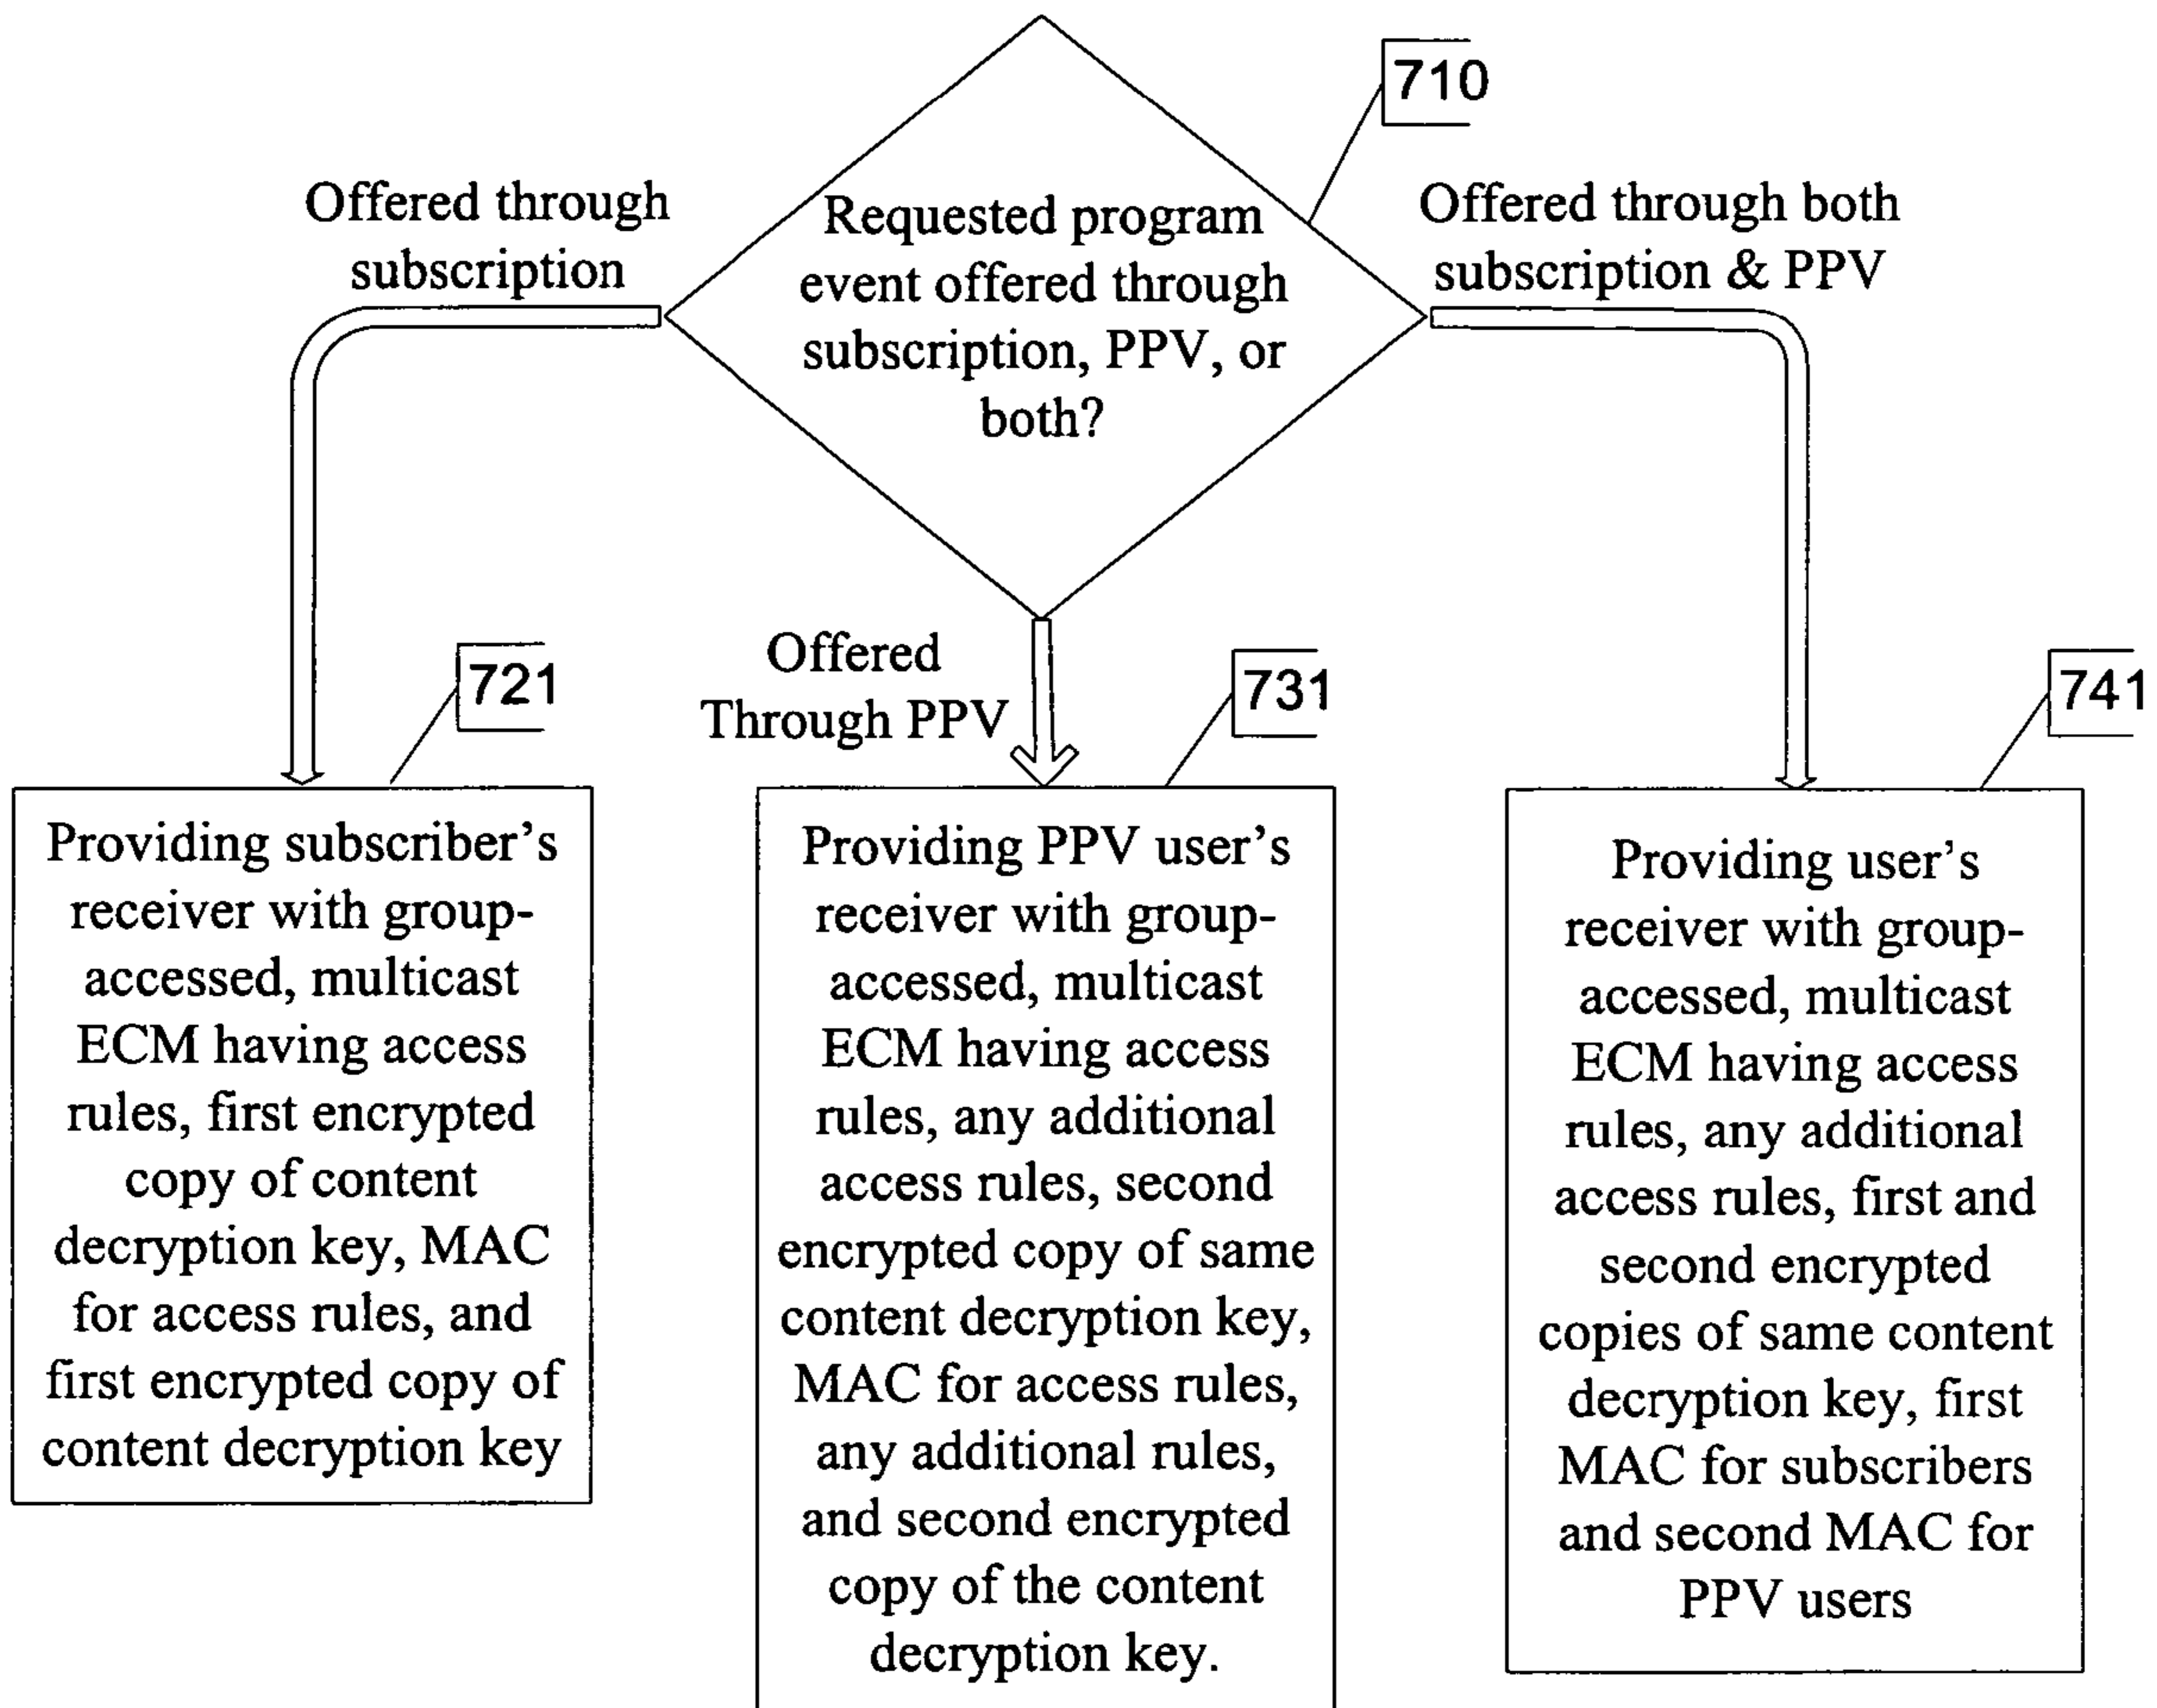 710
Offered through
subscription
Requested program
event offered through
subscription, PPV, or
both?
Offered through both
subscription & PPV
Offered
Through PPV
721
731
741
Providing subscriber's
receiver with group-
accessed, multicast
ECM having access
rules, first encrypted
copy of content
decryption key, MAC
for access rules, and
first encrypted copy of
content decryption key
Providing PPV user's
receiver with group-
accessed, multicast
ECM having access
rules, any additional
access rules, second
encrypted copy of same
content decryption key,
MAC for access rules,
any additional rules,
and second encrypted
copy of the content
decryption key.
Providing user's
receiver with group-
accessed, multicast
ECM having access
rules, any additional
access rules, first and
second encrypted
copies of same content
decryption key, first
MAC for subscribers
and second MAC for
PPV users